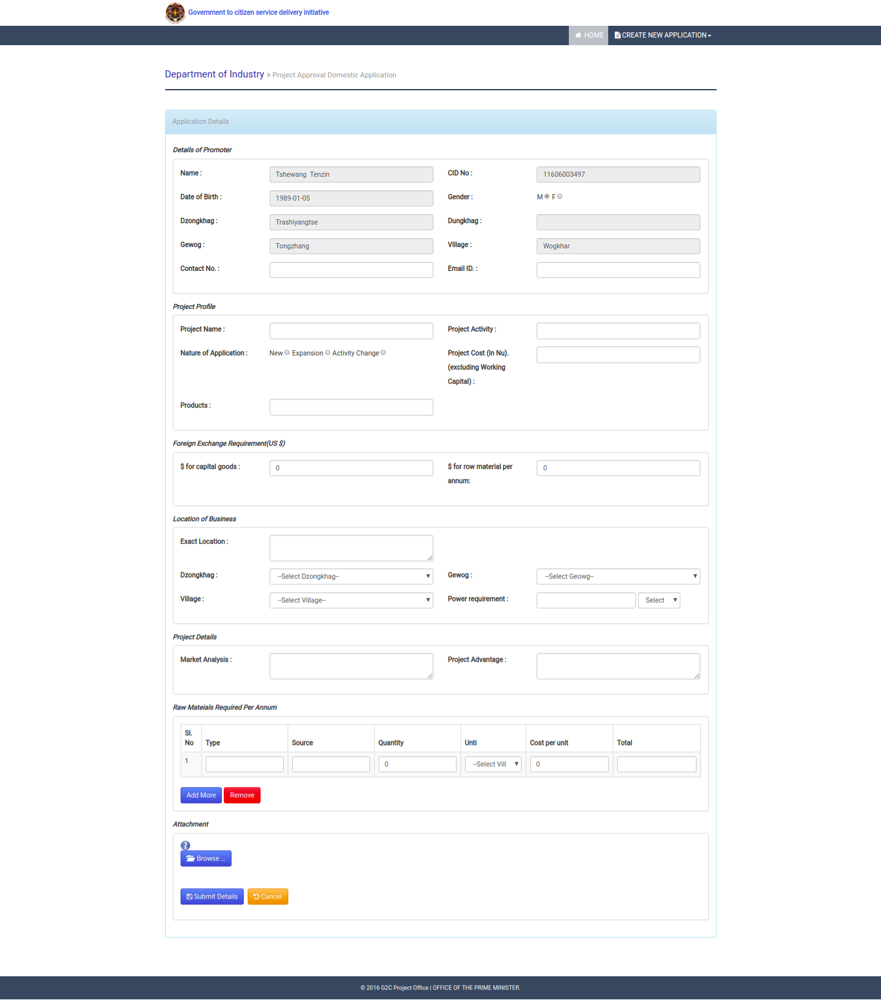 Government to citizen service delivery initiative
HOME CREATE NEW APPLICATION
Department of Industry » Project Approval Domestic Application
Application Details
Details of Promoter
Name : Tshewang Tenzin CID No : 11606003497
Date of Birth : 1989-01-05 Gender : M F
Dzongkhag : Trashiyangtse Dungkhag :
Gewog : Tongzhang Village : Wogkhar
Contact No. : Email ID. :
Project Profile
Project Name : Project Activity :
Nature of Application : New Expansion Activity Change Project Cost (In Nu).
(excluding Working
Capital) :
Products :
Foreign Exchange Requirement(US $)
$ for capital goods : 0 $ for row material per 0
annum:
Location of Business
Exact Location :
Dzongkhag : --Select Dzongkhag-- Gewog : --Select Geowg--
Village : --Select Village-- Power requirement : Select
Project Details
Market Analysis : Project Advantage :
Raw Mateials Required Per Annum
Sl.
No Type Source Quantity Unti Cost per unit Total
1 0 --Select Vill 0
Add More Remove
Attachment
?
Browse ...
Submit Details Cancel
© 2016 G2C Project Office | OFFICE OF THE PRIME MINISTER.